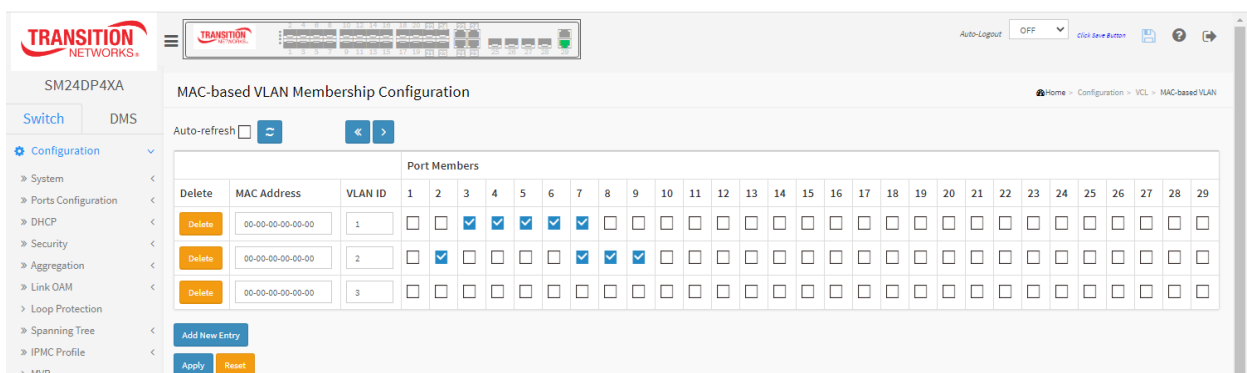 TRANSITION
NETWORKS®
TRANSITION
NETWORKS.
Auto-Logout OFF Click Save Button
SM24DP4XA
Switch DMS
Configuration
» System
» Ports Configuration
» DHCP
» Security
» Aggregation
» Link OAM
> Loop Protection
» Spanning Tree
» IPMC Profile
MAC-based VLAN Membership Configuration
Home > Configuration > VCL > MAC-based VLAN
Auto-refresh
Port Members
Delete MAC Address VLAN ID 1 2 3 4 5 6 7 8 9 10 11 12 13 14 15 16 17 18 19 20 21 22 23 24 25 26 27 28 29
Delete 00-00-00-00-00-00 1
Delete 00-00-00-00-00-00 2
Delete 00-00-00-00-00-00 3
Add New Entry
Apply Reset